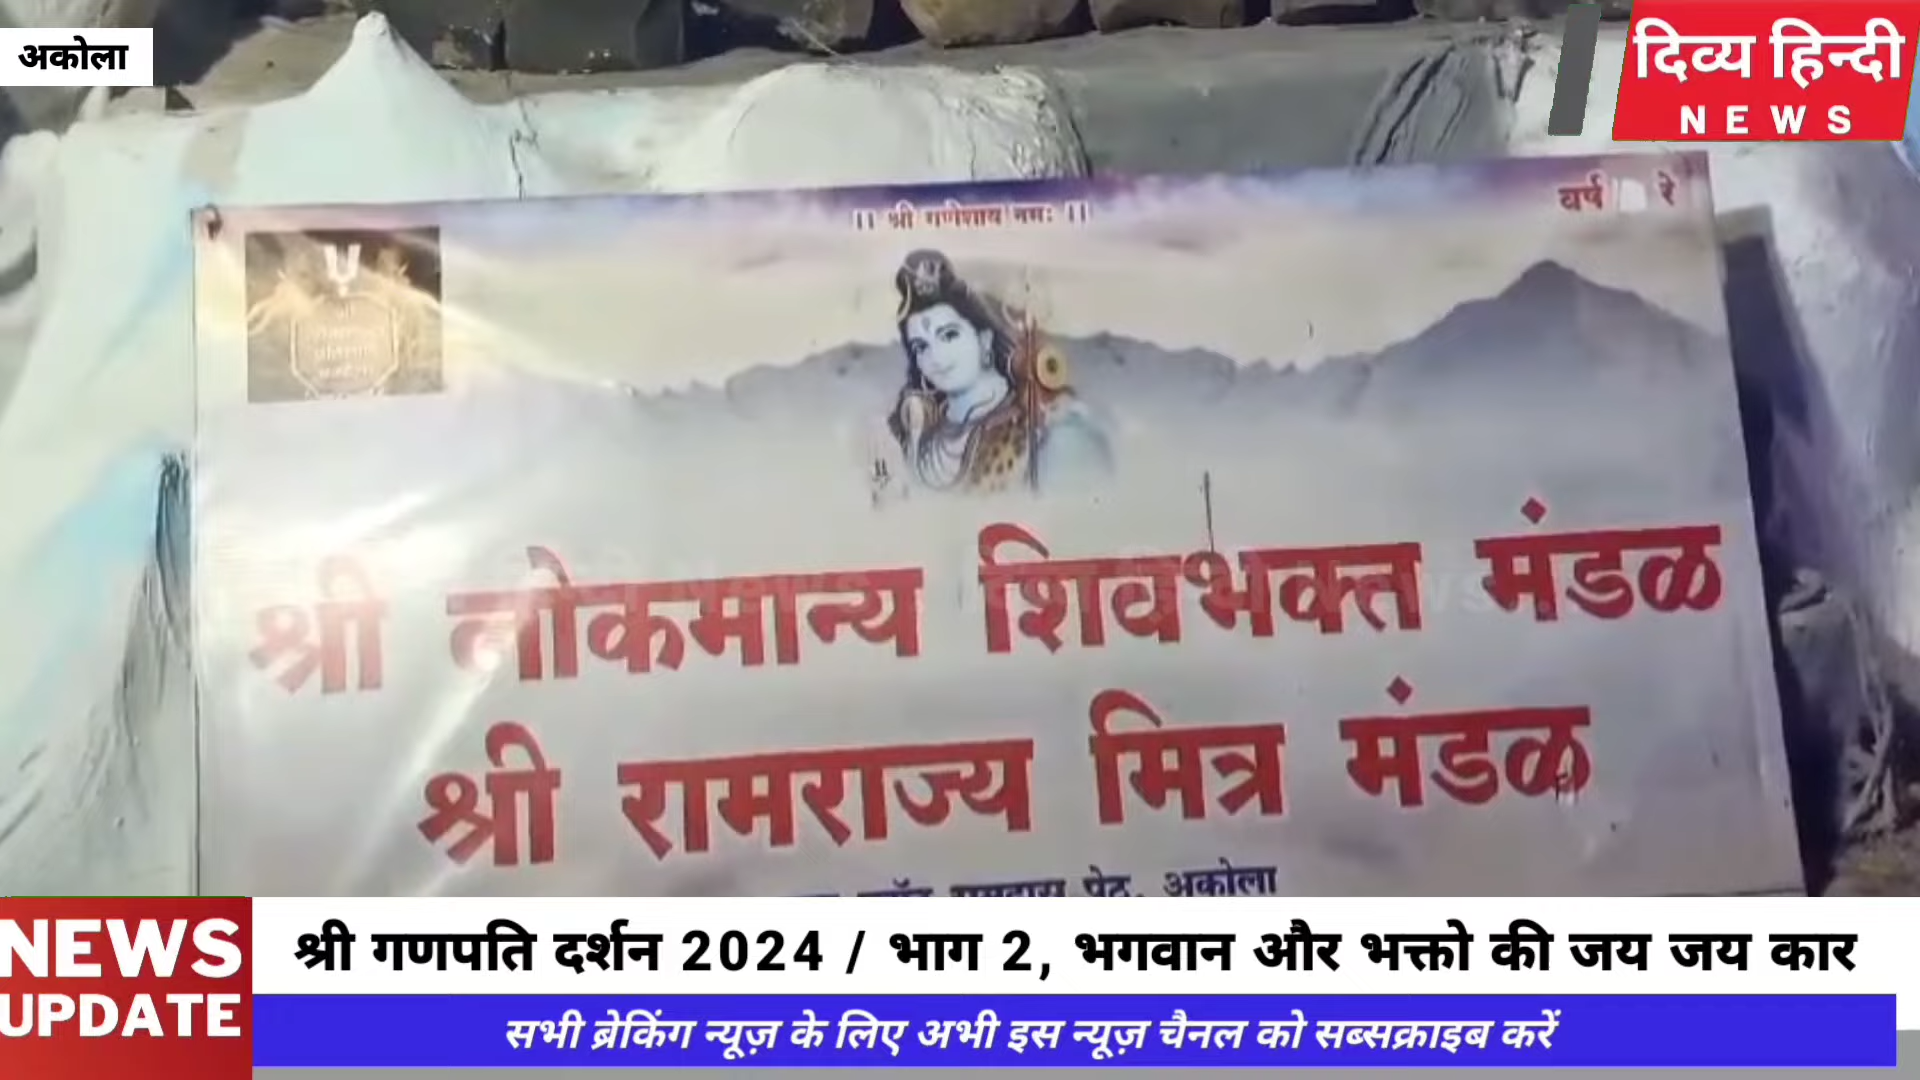 अकोला
दिव्य हिन्दी
NEWS
।। श्री गणेशाय नमः ।।
वर्ष रे
श्री लोकमान्य शिवभक्त मंडळ
श्री रामराज्य मित्र मंडळ
पेठ, अकोला
NEWS
UPDATE
श्री गणपति दर्शन 2024 / भाग 2, भगवान और भक्तो की जय जय कार
सभी ब्रेकिंग न्यूज़ के लिए अभी इस न्यूज़ चैनल को सब्सक्राइब करें